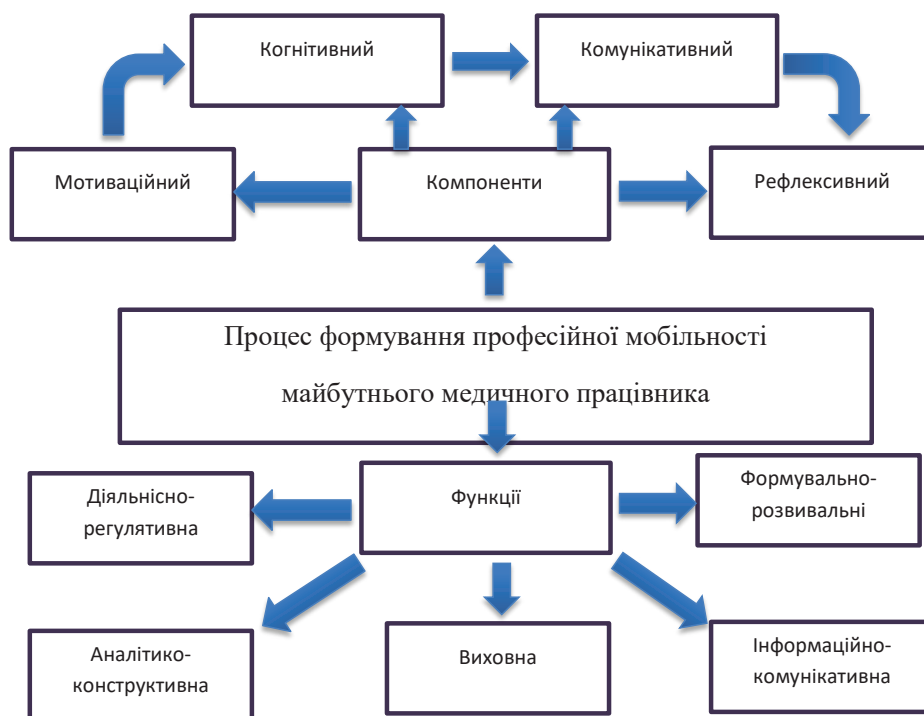 Когнітивний
Комунікативний
Мотиваційний
Компоненти
Рефлексивний
Процес формування професійної мобільності
майбутнього медичного працівника
Діяльнісно-
регулятивна
Функції
Формувально-
розвивальні
Аналітико-
конструктивна
Виховна
Інформаційно-
комунікативна